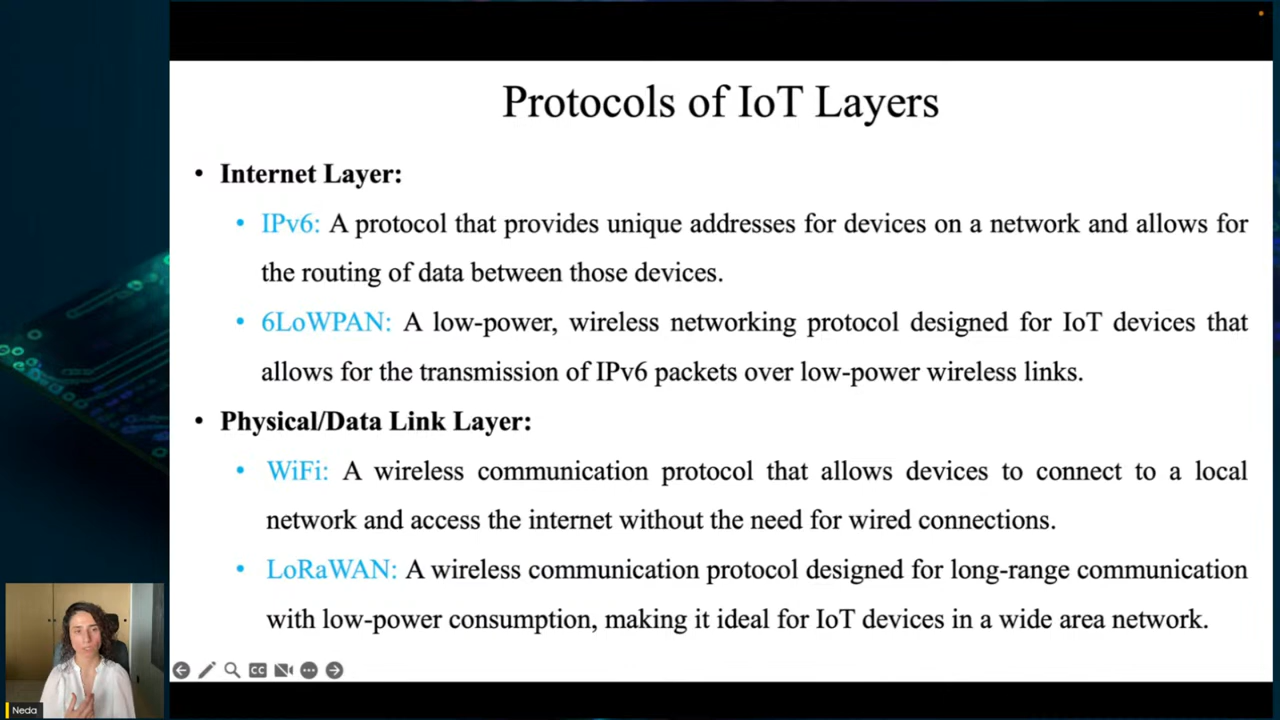 Protocols of IoT Layers
• Internet Layer:
• IPv6: A protocol that provides unique addresses for devices on a network and allows for
the routing of data between those devices.
• 6LoWPAN: A low-power, wireless networking protocol designed for IoT devices that
allows for the transmission of IPv6 packets over low-power wireless links.
• Physical/Data Link Layer:
• WiFi: A wireless communication protocol that allows devices to connect to a local
network and access the internet without the need for wired connections.
• LoRaWAN: A wireless communication protocol designed for long-range communication
with low-power consumption, making it ideal for IoT devices in a wide area network.
CC
Neda